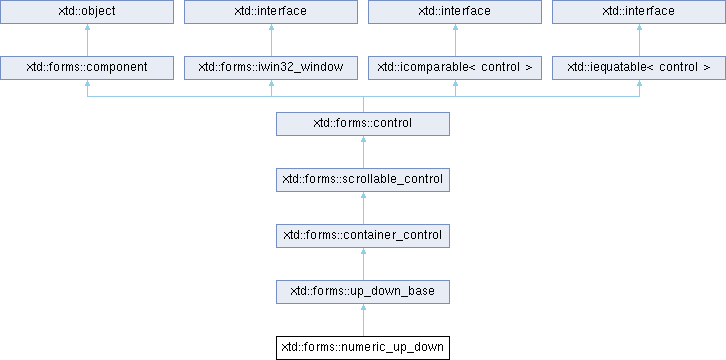 xtd::object
xtd::interface
xtd::interface
xtd::interface
xtd::forms::component
xtd::forms::iwin32_window
xtd::icomparable< control >
xtd::iequatable< control >
xtd::forms::control
xtd::forms::scrollable_control
xtd::forms::container_control
xtd::forms::up_down_base
xtd::forms::numeric_up_down